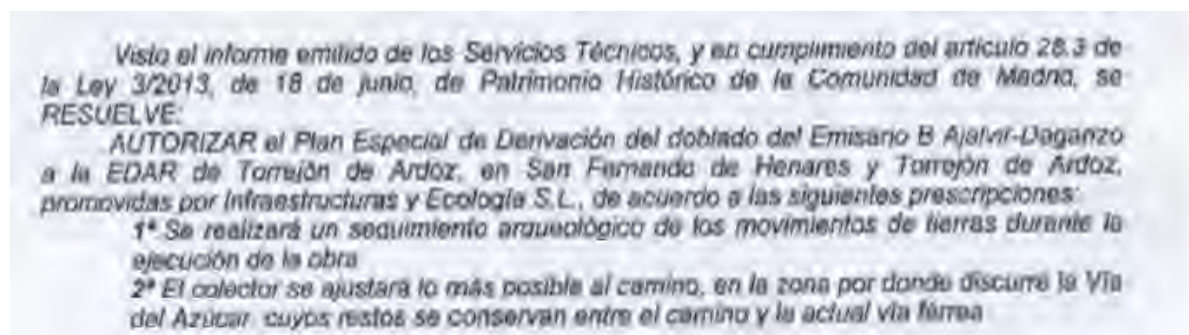 Visto el informe emitido de los Servicios Técnicos, y en cumplimiento del artículo 28.3 de
la Ley 3/2013, de 18 de junio, de Patrimonio Histórico de la Comunidad de Madrid, se
RESUELVE:
AUTORIZAR el Plan Especial de Derivación del doblado del Emisario B Ajalvir-Daganzo
a la EDAR de Torrejón de Ardoz, en San Fernando de Henares y Torrejón de Ardoz,
promovidas por Infraestructuras y Ecología S.L., de acuerdo a las siguientes prescripciones:
1ª Se realizará un seguimiento arqueológico de los movimientos de tierras durante la
ejecución de la obra
2ª El colector se ajustará lo más posible al camino, en la zona por donde discurre la Vía
del Azúcar, cuyos restos se conservan entre el camino y la actual vía férrea